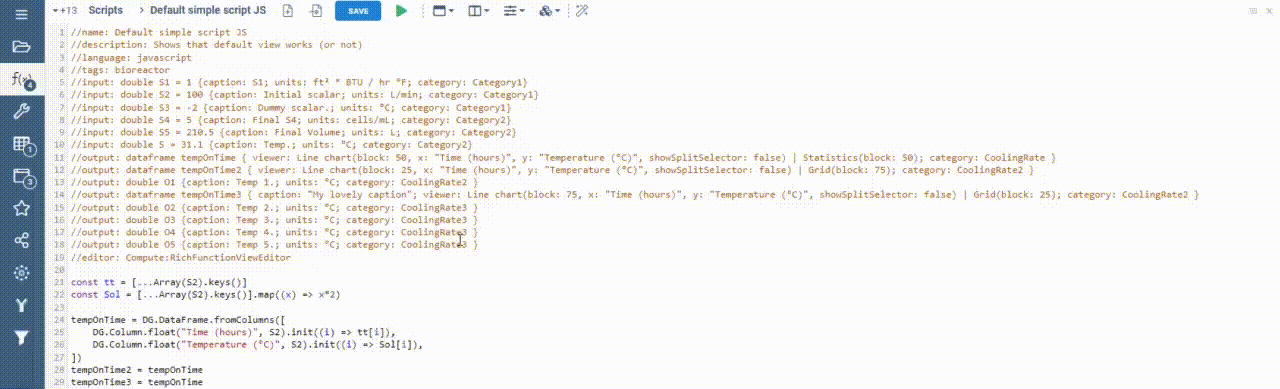 +13 Scripts > Default simple script JS SAVE
1 //name: Default simple script JS
2 //description: Shows that default view works (or not)
3 //language: javascript
4 //tags: bioreactor
5 //input: double S1 = 1 {caption: S1; units: ft² * BTU / hr °F; category: Category1}
6 //input: double S2 = 100 {caption: Initial scalar; units: L/min; category: Category1}
7 //input: double S3 = -2 {caption: Dummy scalar.; units: °C; category: Category1}
8 //input: double S4 = 5 {caption: Final S4; units: cells/mL; category: Category2}
9 //input: double S5 = 210.5 {caption: Final Volume; units: L; category: Category2}
10 //input: double S = 31.1 {caption: Temp.; units: °C; category: Category2}
11 //output: dataframe tempOnTime { viewer: Line chart(block: 50, x: "Time (hours)", y: "Temperature (°C)", showSplitSelector: false) | Statistics(block: 50); category: CoolingRate }
12 //output: dataframe tempOnTime2 { viewer: Line chart(block: 25, x: "Time (hours)", y: "Temperature (°C)", showSplitSelector: false) | Grid(block: 75); category: CoolingRate2 }
13 //output: double O1 {caption: Temp 1.; units: °C; category: CoolingRate2 }
14 //output: dataframe tempOnTime3 { caption: "My lovely caption"; viewer: Line chart(block: 75, x: "Time (hours)", y: "Temperature (°C)", showSplitSelector: false) | Grid(block: 25); category: CoolingRate2 }
15 //output: double O2 {caption: Temp 2.; units: °C; category: CoolingRate3 }
16 //output: double O3 {caption: Temp 3.; units: °C; category: CoolingRate3 }
17 //output: double O4 {caption: Temp 4.; units: °C; category: CoolingRate3 }
18 //output: double O5 {caption: Temp 5.; units: °C; category: CoolingRate3 }
19 //editor: Compute:RichFunctionViewEditor
20
21 const tt = [...Array(S2).keys()]
22 const Sol = [...Array(S2).keys()].map((x) => x*2)
23
24 tempOnTime = DG.DataFrame.fromColumns([
25 DG.Column.float("Time (hours)", S2).init((i) => tt[i]),
26 DG.Column.float("Temperature (°C)", S2).init((i) => Sol[i]),
27 ])
28 tempOnTime2 = tempOnTime
29 tempOnTime3 = tempOnTime
f(x)
4
1
3